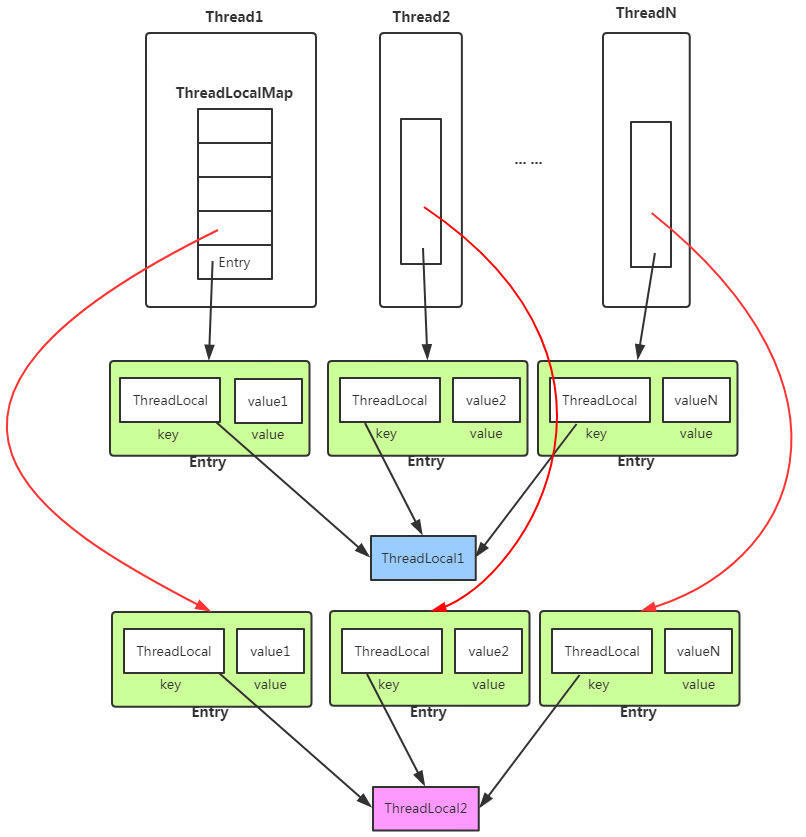 Thread1
Thread2
ThreadN
ThreadLocalMap
... ...
Entry
ThreadLocal
value1
key
value
Entry
ThreadLocal
value2
key
value
Entry
ThreadLocal
valueN
key
value
Entry
ThreadLocal1
ThreadLocal
value1
key
value
Entry
ThreadLocal
value2
key
value
Entry
ThreadLocal
valueN
key
value
Entry
ThreadLocal2